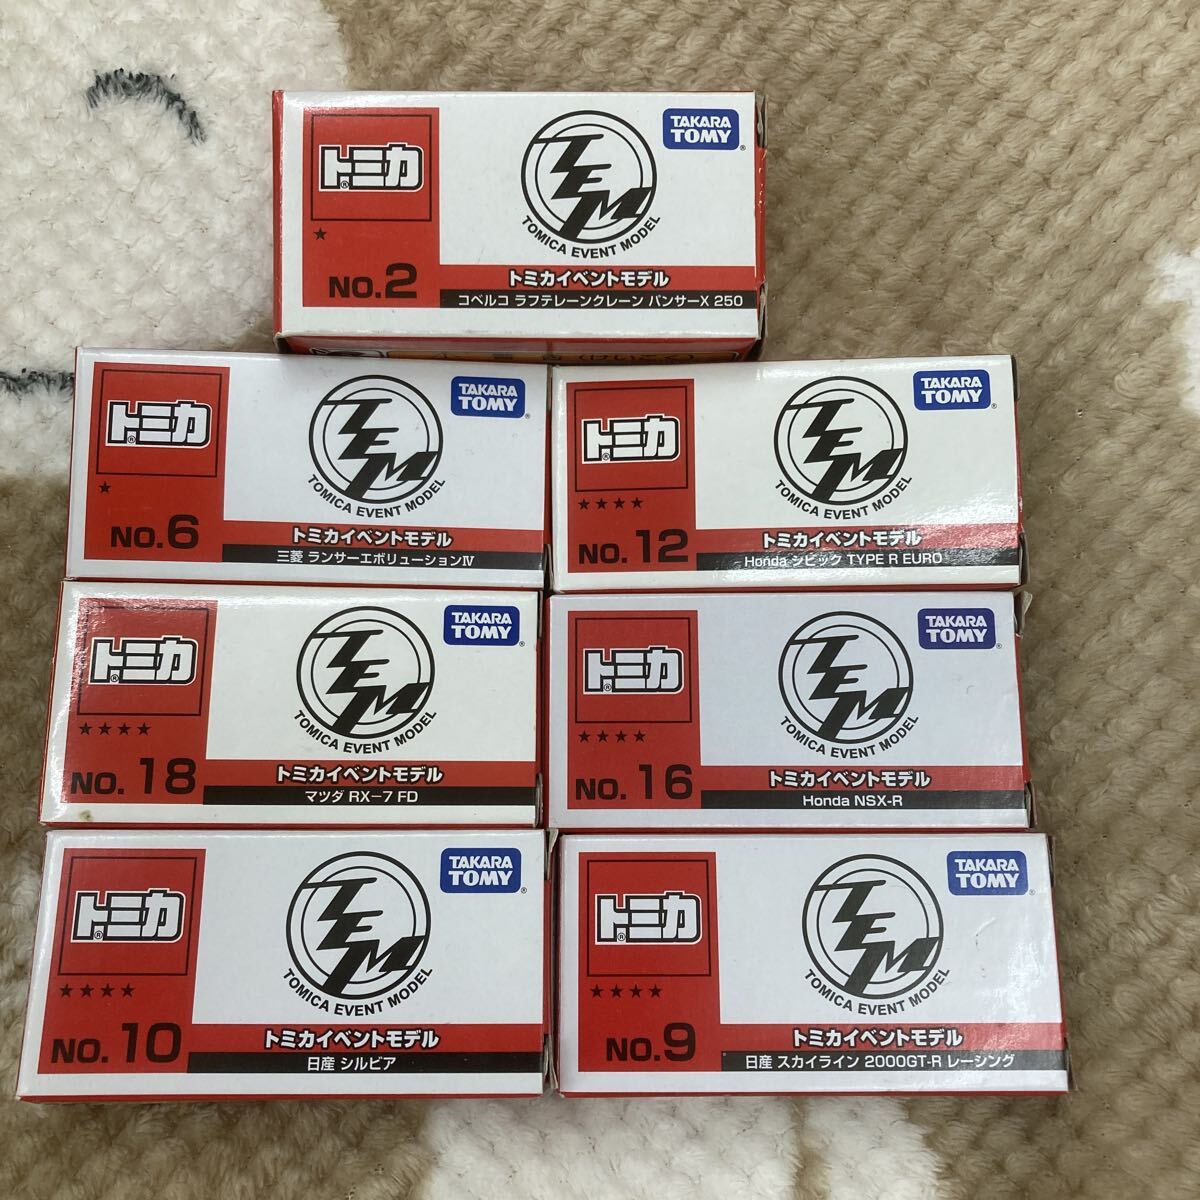 トミカ
TEM
TOMICA EVENT MODEL
TAKARA
TOMY
★
NO.2
トミカイベントモデル
コベルコ ラフテレーンクレーン パンサーX 250
トミカ
TEM
TOMICA EVENT MODEL
TAKARA
TOMY
★
NO.6
トミカイベントモデル
三菱 ランサーエボリューションⅣ
トミカ
TEM
TOMICA EVENT MODEL
TAKARA
TOMY
★★★★
NO.12
トミカイベントモデル
Honda シビック TYPE R EURO
トミカ
TEM
TOMICA EVENT MODEL
TAKARA
TOMY
★★★★
NO. 18
トミカイベントモデル
マツダ RX-7 FD
トミカ
TEM
TOMICA EVENT MODEL
TAKARA
TOMY
★★★★
NO. 16
トミカイベントモデル
Honda NSX-R
トミカ
TEM
TOMICA EVENT MODEL
TAKARA
TOMY
★★★★
NO. 10
トミカイベントモデル
日産 シルビア
トミカ
TEM
TOMICA EVENT MODEL
TAKARA
TOMY
★★★★
NO.9
トミカイベントモデル
日産 スカイライン 2000GT-R レーシング